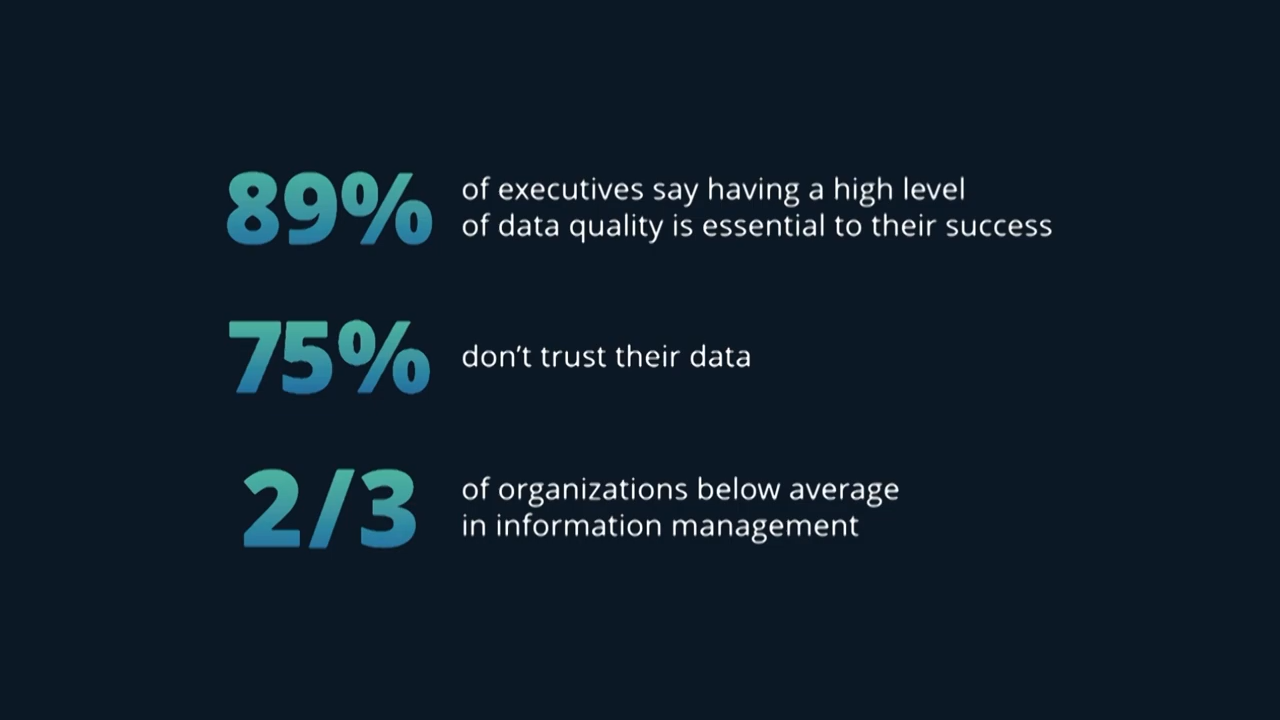 89%
of executives say having a high level
of data quality is essential to their success
75%
don’t trust their data
2/3
of organizations below average
in information management